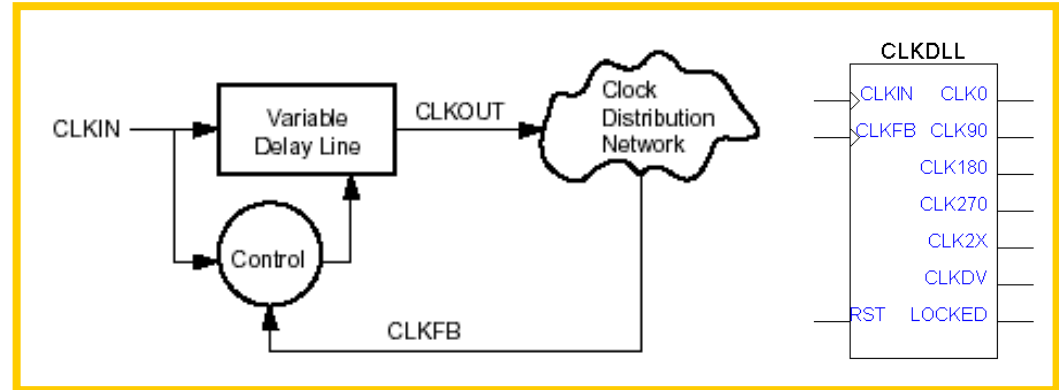 CLKIN
Variable
Delay Line
CLKOUT
Clock
Distribution
Network
Control
CLKFB
CLKDLL
CLKIN CLK0
CLKFB CLK90
CLK180
CLK270
CLK2X
CLKDV
RST LOCKED